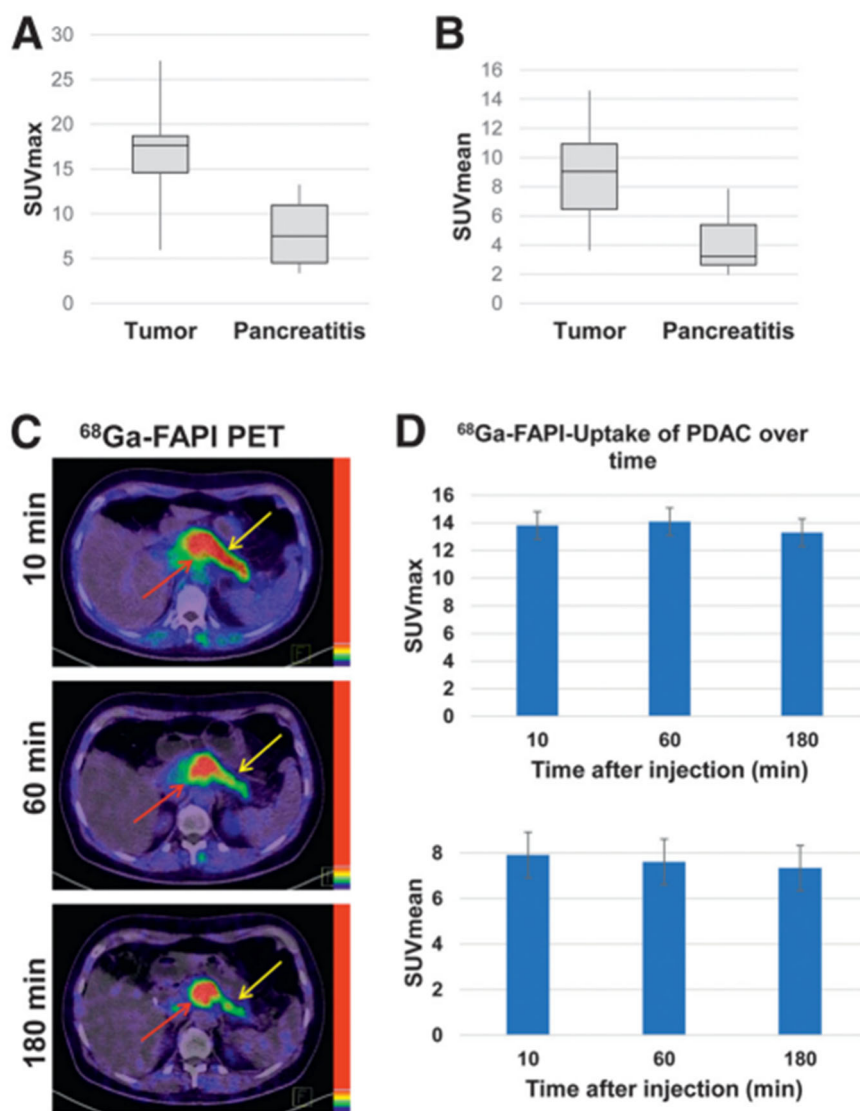 A
SUVmax
30
25
20
15
10
5
0
Tumor Pancreatitis
B
SUVmean
16
14
12
10
8
6
4
2
0
Tumor Pancreatitis
C
⁶⁸Ga-FAPI PET
10 min
60 min
180 min
D
⁶⁸Ga-FAPI-Uptake of PDAC over
time
SUVmax
16
14
12
10
8
6
4
2
0
10 60 180
Time after injection (min)
SUVmean
8
6
4
2
0
10 60 180
Time after injection (min)